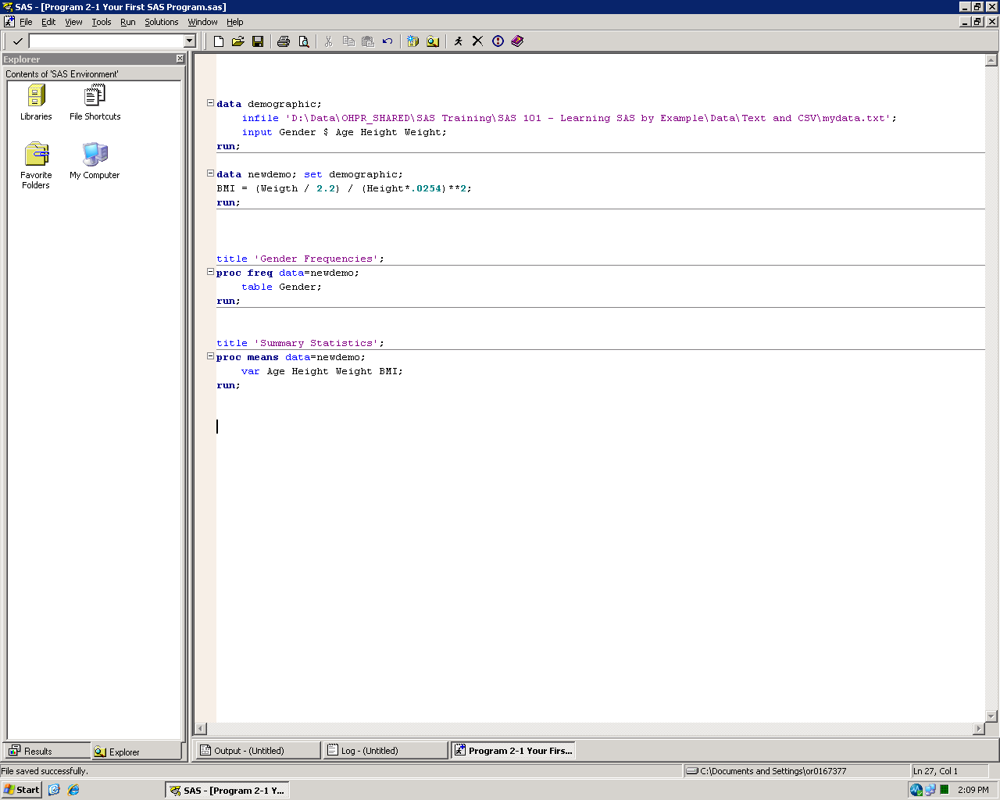 SAS - [Program 2-1 Your First SAS Program.sas]
File Edit View Tools Run Solutions Window Help
Explorer
Contents of 'SAS Environment'
Libraries
File Shortcuts
Favorite Folders
My Computer
data demographic;
infile 'D:\Data\OHPR_SHARED\SAS Training\SAS 101 - Learning SAS by Example\Data\Text and CSV\mydata.txt';
input Gender $ Age Height Weight;
run;
data newdemo; set demographic;
BMI = (Weigth / 2.2) / (Height*.0254)**2;
run;
title 'Gender Frequencies';
proc freq data=newdemo;
table Gender;
run;
title 'Summary Statistics';
proc means data=newdemo;
var Age Height Weight BMI;
run;
Results
Explorer
Output - (Untitled)
Log - (Untitled)
Program 2-1 Your Firs...
File saved successfully.
C:\Documents and Settings\or0167377
Ln 27, Col 1
Start
SAS - [Program 2-1 Y...
2:09 PM